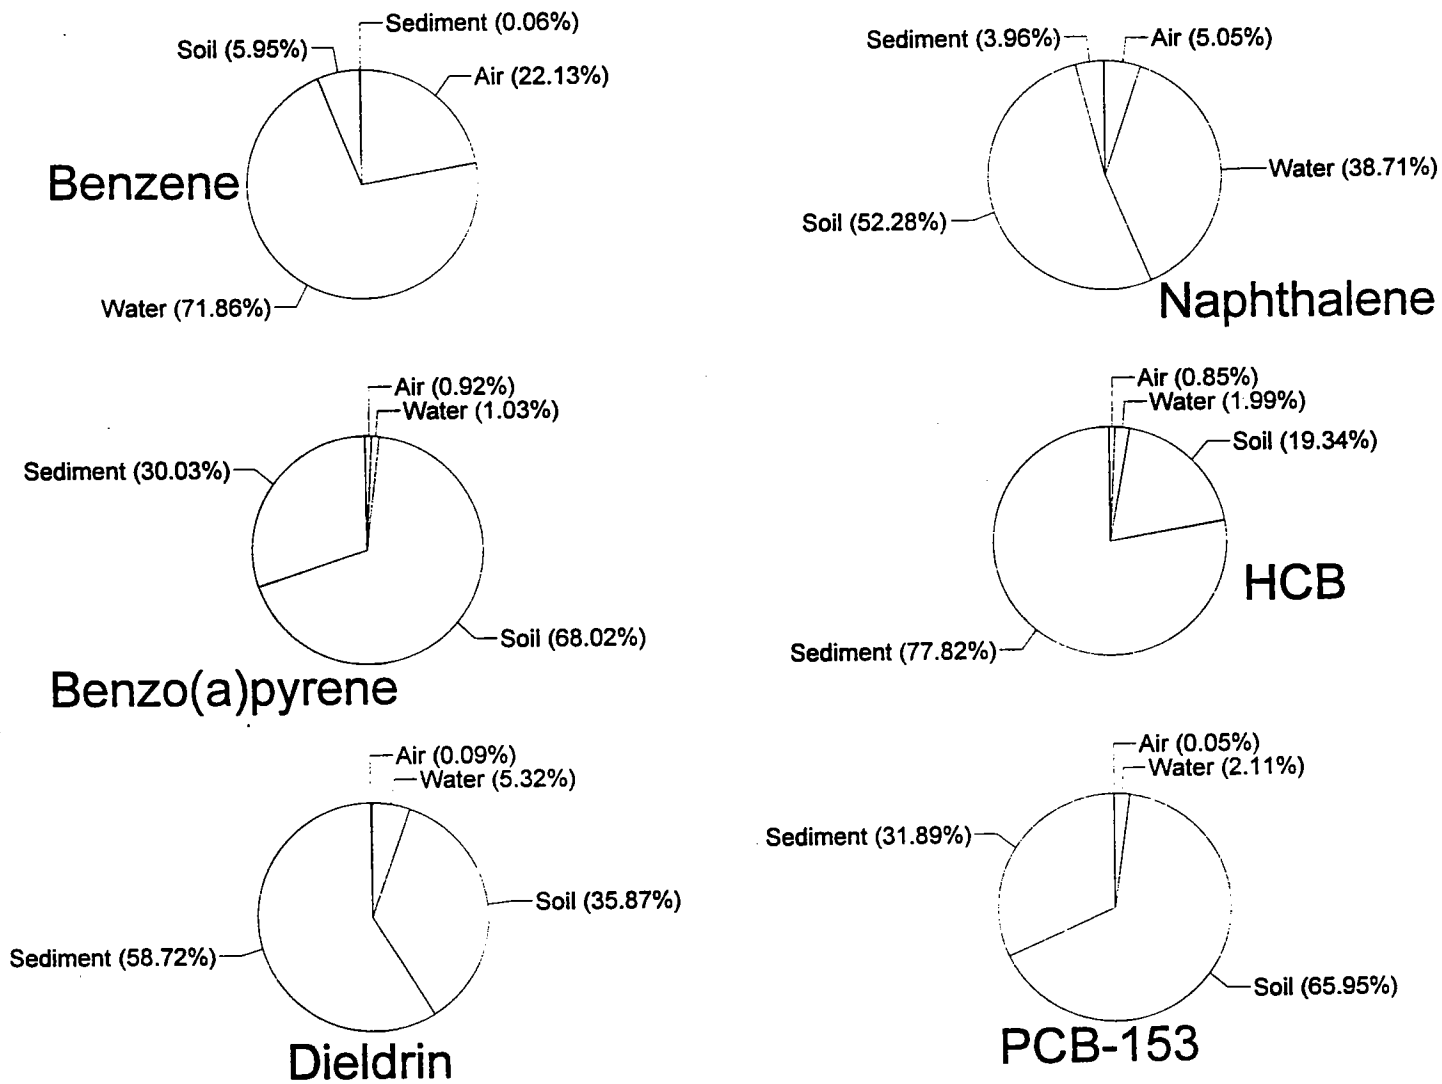 Sediment (0.06%)
Soil (5.95%)
Air (22.13%)
Benzene
Water (71.86%)
Sediment (3.96%)
Air (5.05%)
Water (38.71%)
Soil (52.28%)
Naphthalene
Air (0.92%)
Water (1.03%)
Sediment (30.03%)
Soil (68.02%)
Benzo(a)pyrene
Air (0.85%)
Water (1.99%)
Soil (19.34%)
HCB
Sediment (77.82%)
Air (0.09%)
Water (5.32%)
Soil (35.87%)
Sediment (58.72%)
Dieldrin
Air (0.05%)
Water (2.11%)
Sediment (31.89%)
Soil (65.95%)
PCB-153